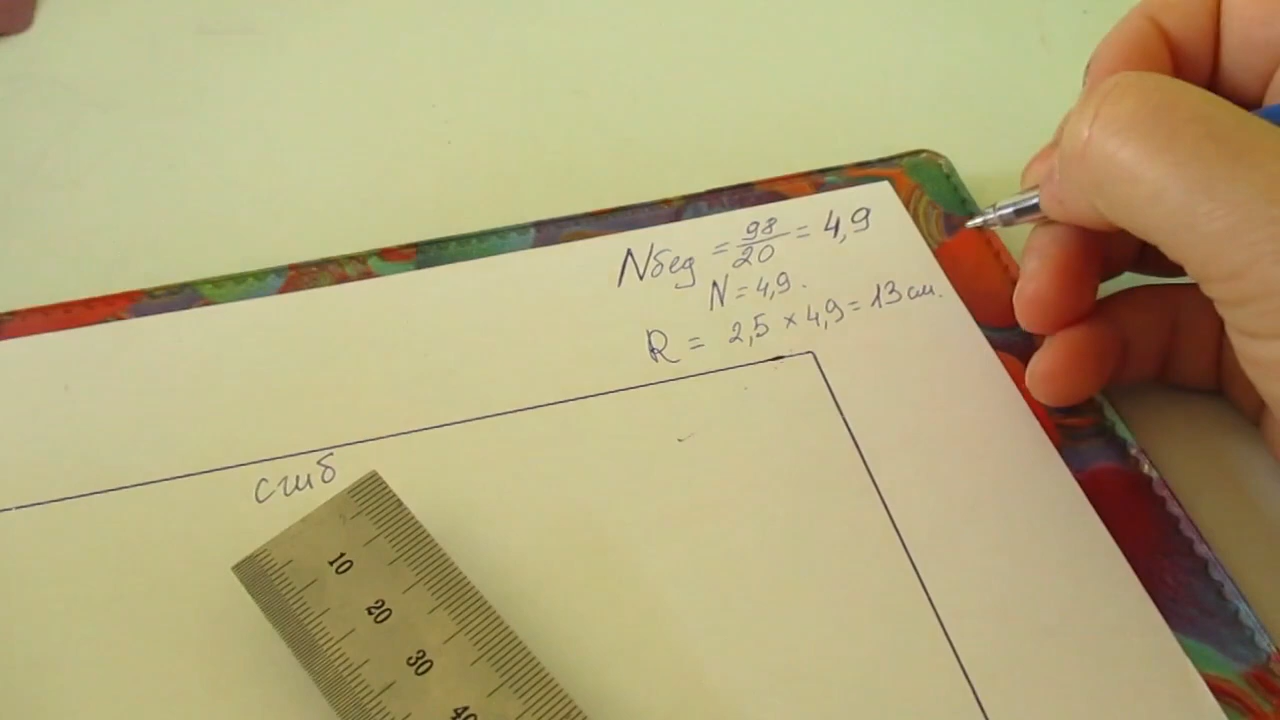 Nбед = 98/20 = 4,9
N = 4,9.
R = 2,5 × 4,9 = 13 см.
сгиб
10
20
30
40